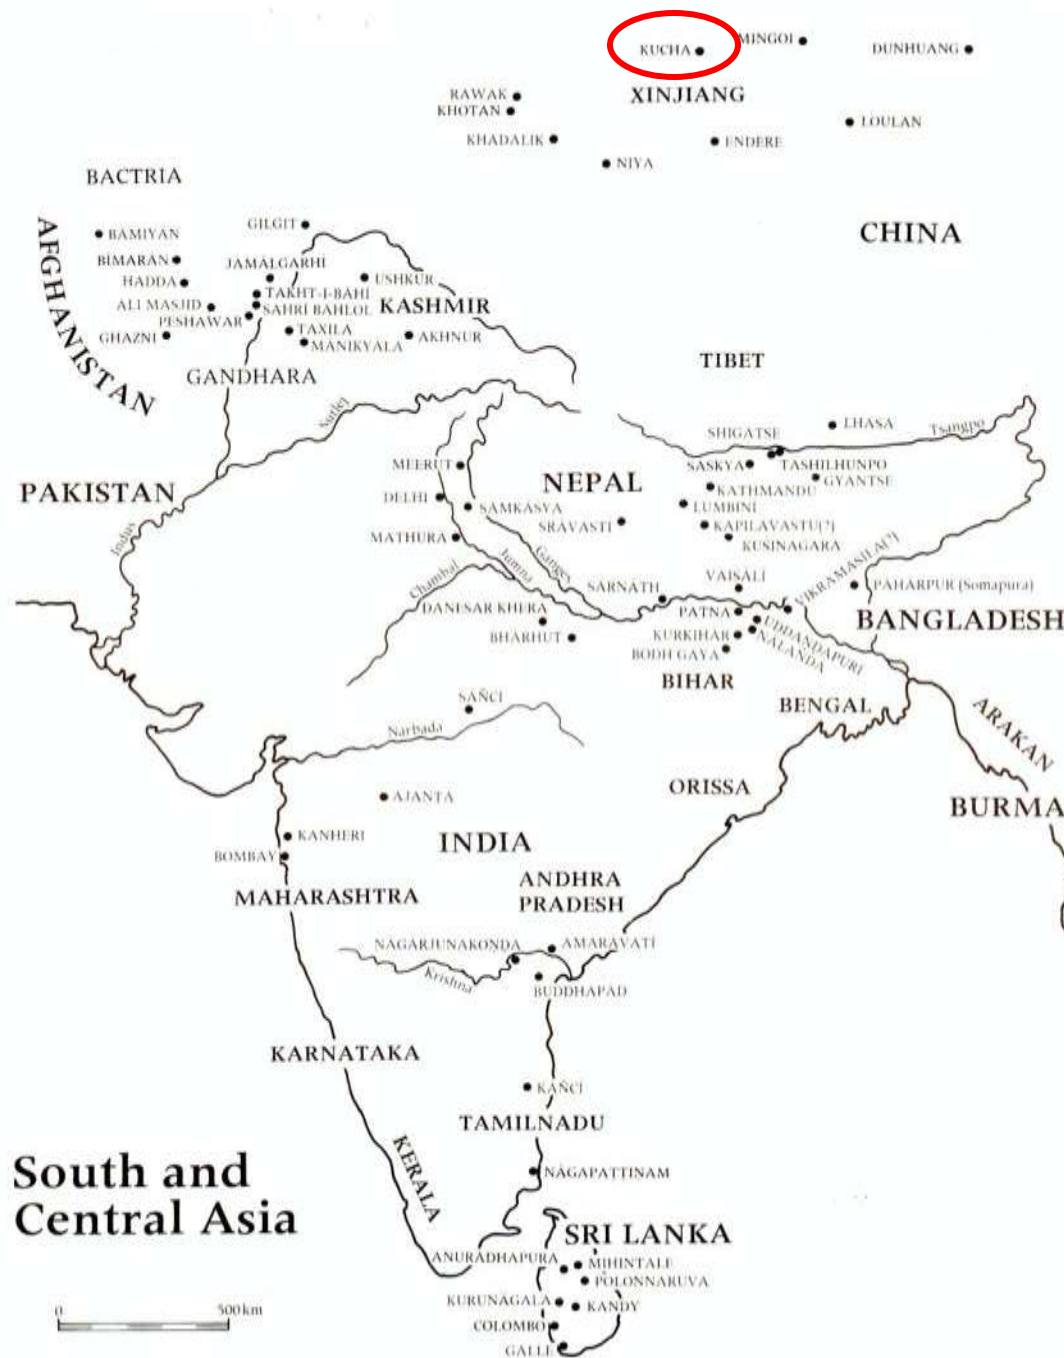 KUCHA
MINGOI
DUNHUANG
XINJIANG
RAWAK
KHOTAN
LOULAN
KHADALIK
ENDERE
NIYA
BACTRIA
AFGHANISTAN
BAMIYAN
GILGIT
CHINA
BIMARAN
JAMALGARHI
HADDA
USHKUR
TAKHT-I-BAHI
ALI MASJID
SAHRI BAHLOL
KASHMIR
PESHAWAR
GHAZNI
TAXILA
MANIKYALA
AKHNUR
TIBET
GANDHARA
LHASA
Tsangpo
SHIGATSE
MEERUT
SASKYA
TASHILHUNPO
NEPAL
GYANTSE
PAKISTAN
KATHMANDU
DELHI
SAMKASYA
LUMBINI
SRAVASTI
KAPILAVASTU(?)
Indus
MATHURA
KUSINAGARA
Jumna
Ganges
Chambal
VAISALI
VIKRAMASILA(?)
SARNATH
PAHARPUR (Somapura)
DANESAR KHERA
PATNA
BANGLADESH
BHARHUT
KURKIHAR
UDDANDAPURI
NALANDA
BODH GAYA
BIHAR
SAÑCI
BENGAL
ARAKAN
Narbada
ORISSA
AJANTA
BURMA
KANHERI
INDIA
BOMBAY
ANDHRA
PRADESH
MAHARASHTRA
NAGARJUNAKONDA
AMARAVATI
Krishna
BUDDHAPAD
KARNATAKA
KAÑCI
TAMILNADU
KERALA
South and
Central Asia
NAGAPATTINAM
SRI LANKA
ANURADHAPURA
MIHINTALE
POLONNARUVA
KURUNAGALA
KANDY
COLOMBO
GALLE
0 500 km